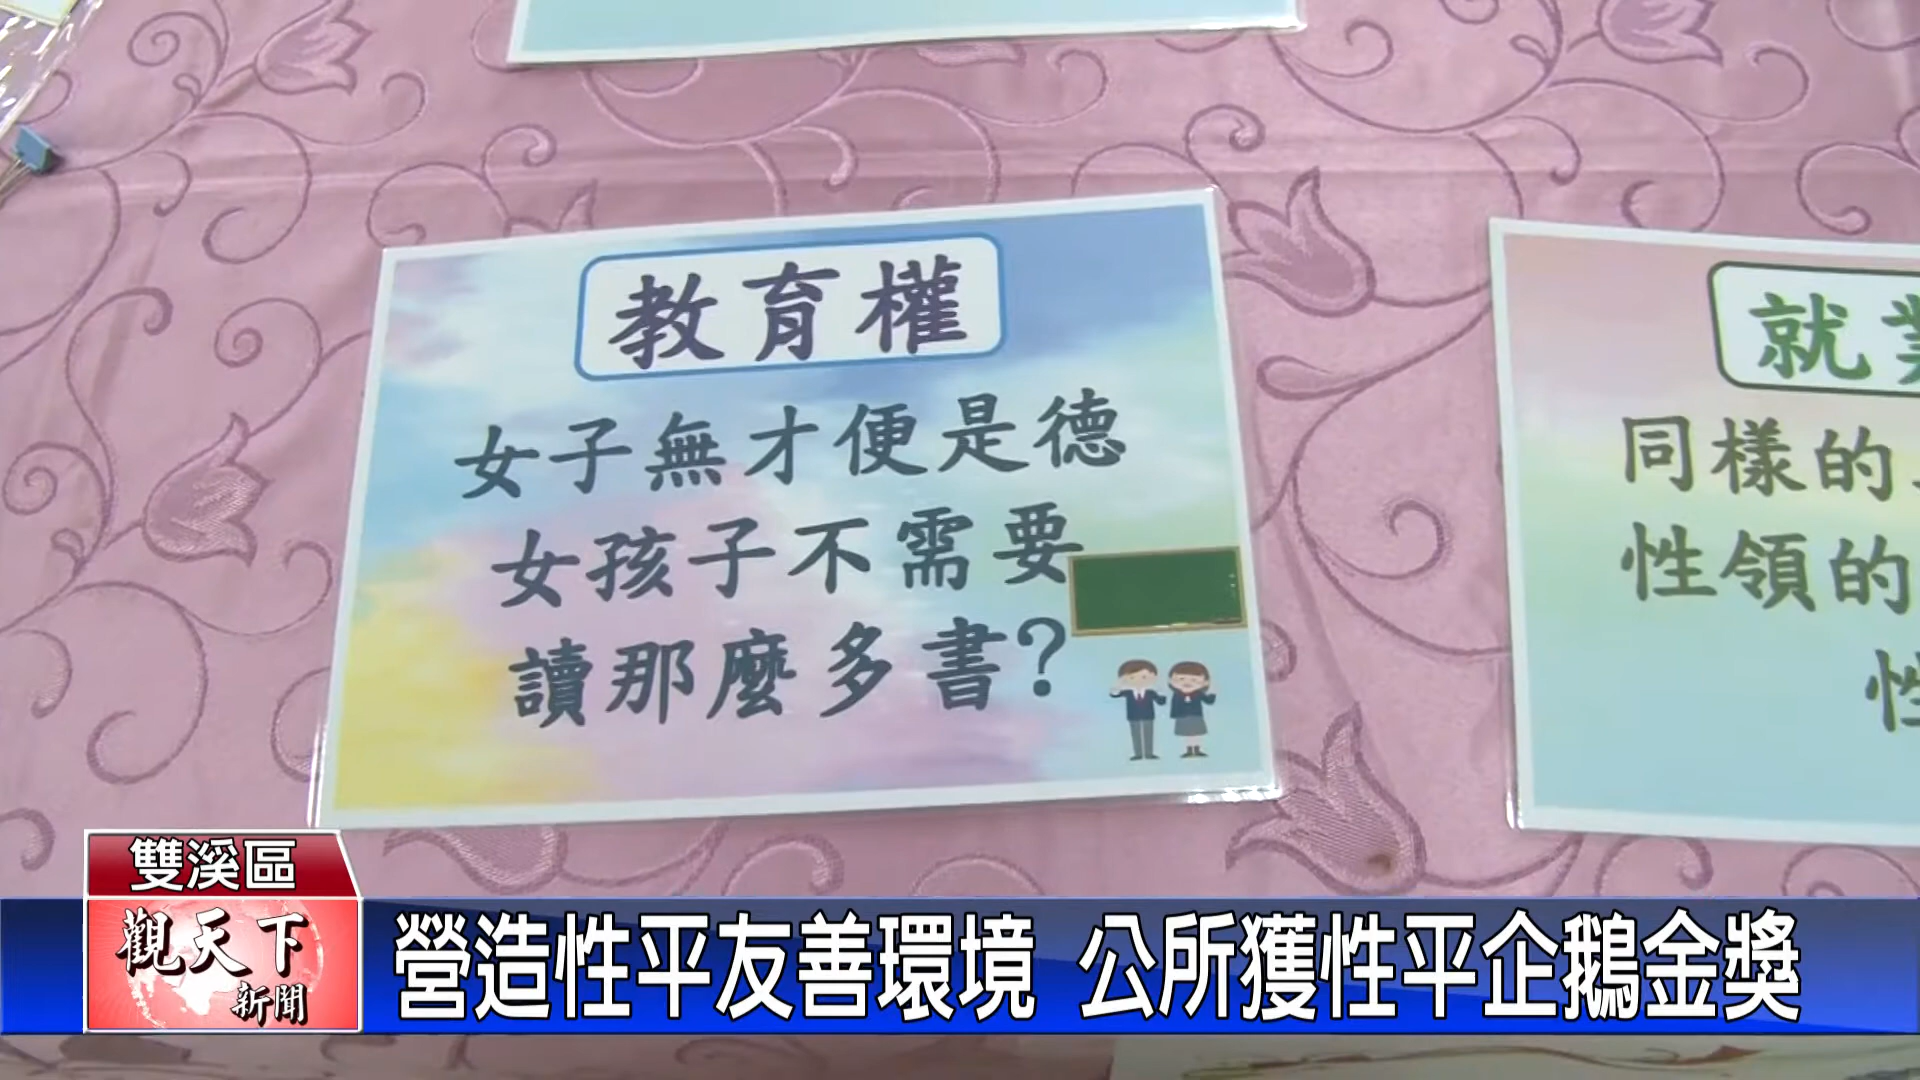 教育權
女子無才便是德
女孩子不需要
讀那麼多書?
就業
同樣的
性領的
性
雙溪區
觀天下
新聞
營造性平友善環境 公所獲性平企鵝金獎